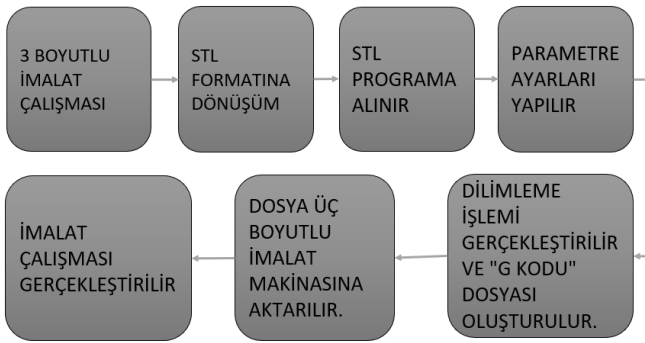 3 BOYUTLU
İMALAT
ÇALIŞMASI
STL
FORMATINA
DÖNÜŞÜM
STL
PROGRAMA
ALINIR
PARAMETRE
AYARLARI
YAPILIR
DİLİMLEME
İŞLEMİ
GERÇEKLEŞTİRİLİR
VE "G KODU"
DOSYASI
OLUŞTURULUR.
DOSYA ÜÇ
BOYUTLU
İMALAT
MAKİNASINA
AKTARILIR.
İMALAT
ÇALIŞMASI
GERÇEKLEŞTİRİLİR